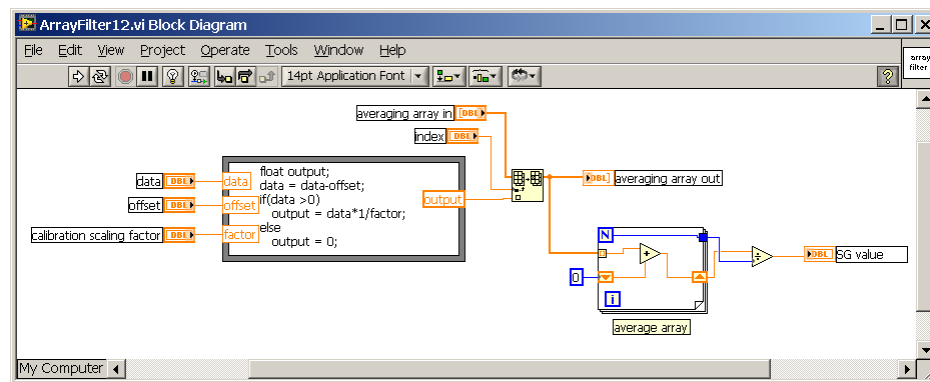 ArrayFilter12.vi Block Diagram
File Edit View Project Operate Tools Window Help
array
filter
14pt Application Font
?
averaging array in DBL
index DBL
float output;
data = data-offset;
if(data >0)
output = data*1/factor;
else
output = 0;
data DBL data
offset DBL offset
calibration scaling factor DBL factor
output
DBL averaging array out
N
+
0
i
÷
DBL SG value
average array
My Computer